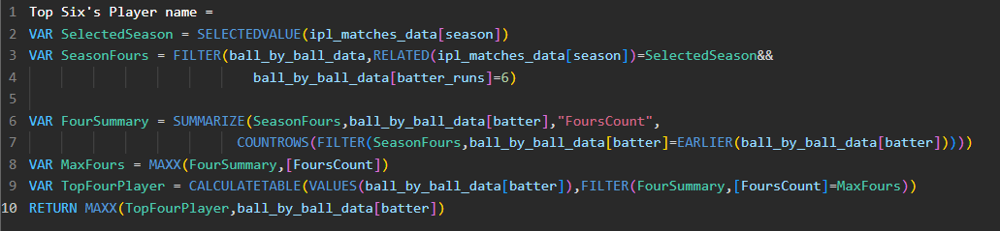 1 Top Six's Player name =
2 VAR SelectedSeason = SELECTEDVALUE(ipl_matches_data[season])
3 VAR SeasonFours = FILTER(ball_by_ball_data,RELATED(ipl_matches_data[season])=SelectedSeason&&
4 ball_by_ball_data[batter_runs]=6)
5
6 VAR FourSummary = SUMMARIZE(SeasonFours,ball_by_ball_data[batter],"FoursCount",
7 COUNTROWS(FILTER(SeasonFours,ball_by_ball_data[batter]=EARLIER(ball_by_ball_data[batter]))))
8 VAR MaxFours = MAXX(FourSummary,[FoursCount])
9 VAR TopFourPlayer = CALCULATETABLE(VALUES(ball_by_ball_data[batter]),FILTER(FourSummary,[FoursCount]=MaxFours))
10 RETURN MAXX(TopFourPlayer,ball_by_ball_data[batter])